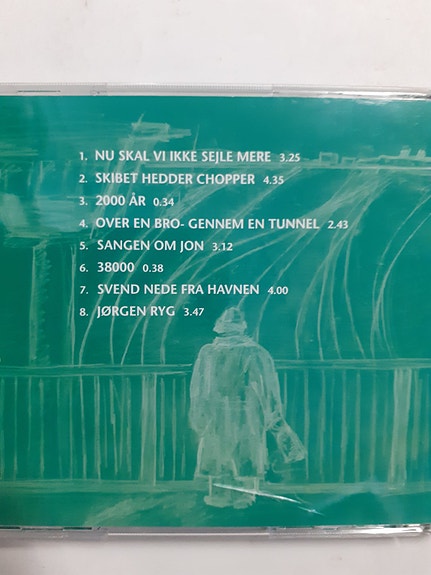 1. NU SKAL VI IKKE SEJLE MERE 3.25
2. SKIBET HEDDER CHOPPER 4.35
3. 2000 ÅR 0.34
4. OVER EN BRO- GENNEM EN TUNNEL 2.43
5. SANGEN OM JON 3.12
6. 38000 0.38
7. SVEND NEDE FRA HAVNEN 4.00
8. JØRGEN RYG 3.47